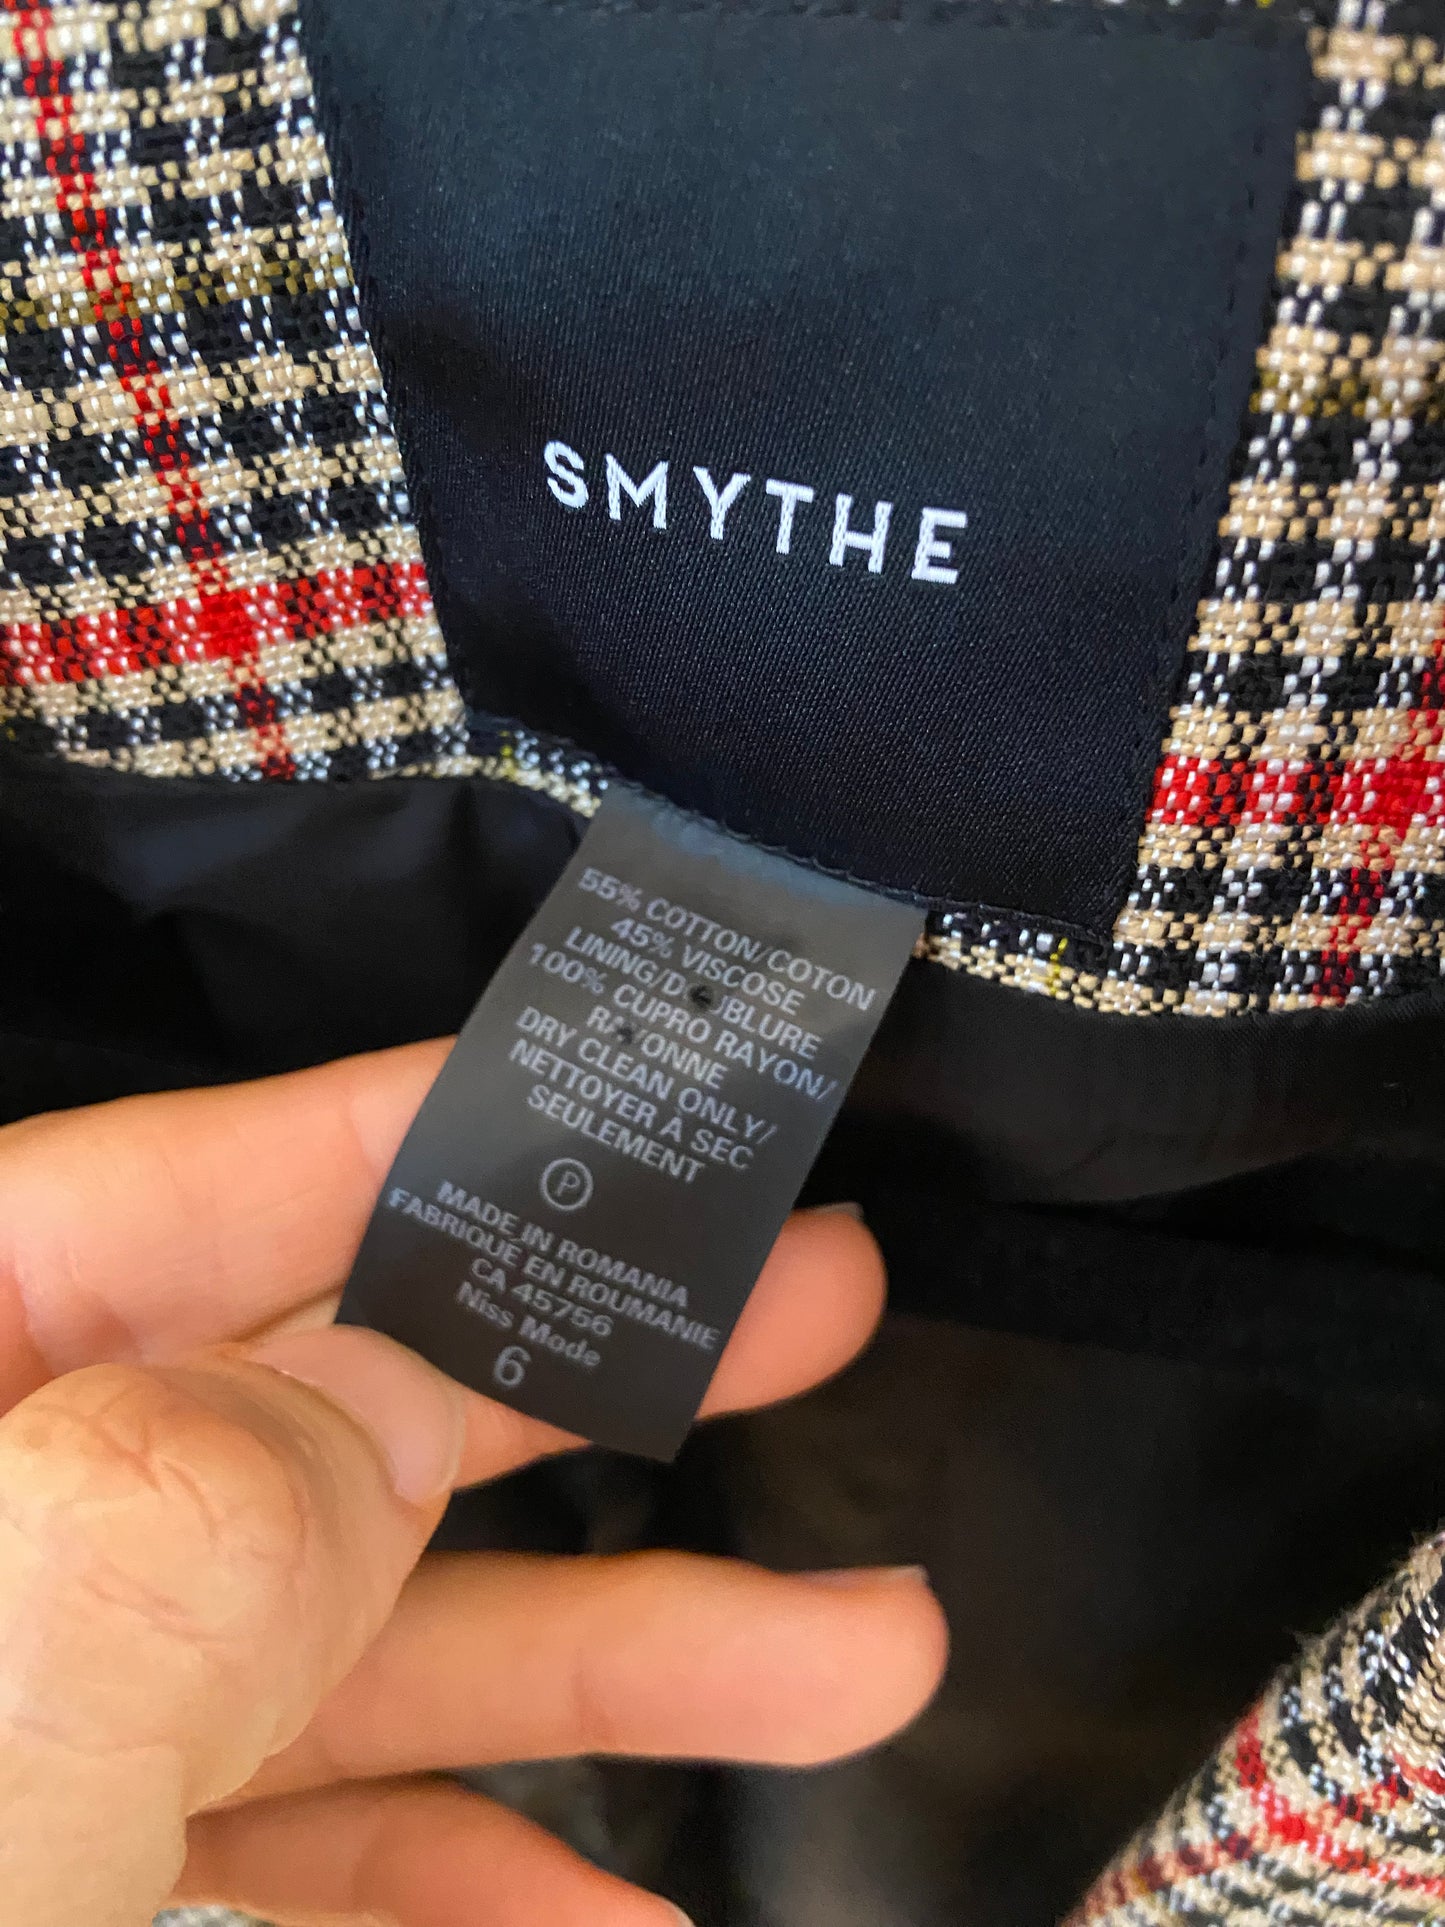 SMYTHE
55% COTTON/COTON
45% VISCOSE
LINING/DOUBLURE
100% CUPRO RAYON/
RAYONNE
DRY CLEAN ONLY/
NETTOYER À SEC
SEULEMENT
P
MADE IN ROMANIA
FABRIQUE EN ROUMANIE
CA 45756
Niss Mode
6